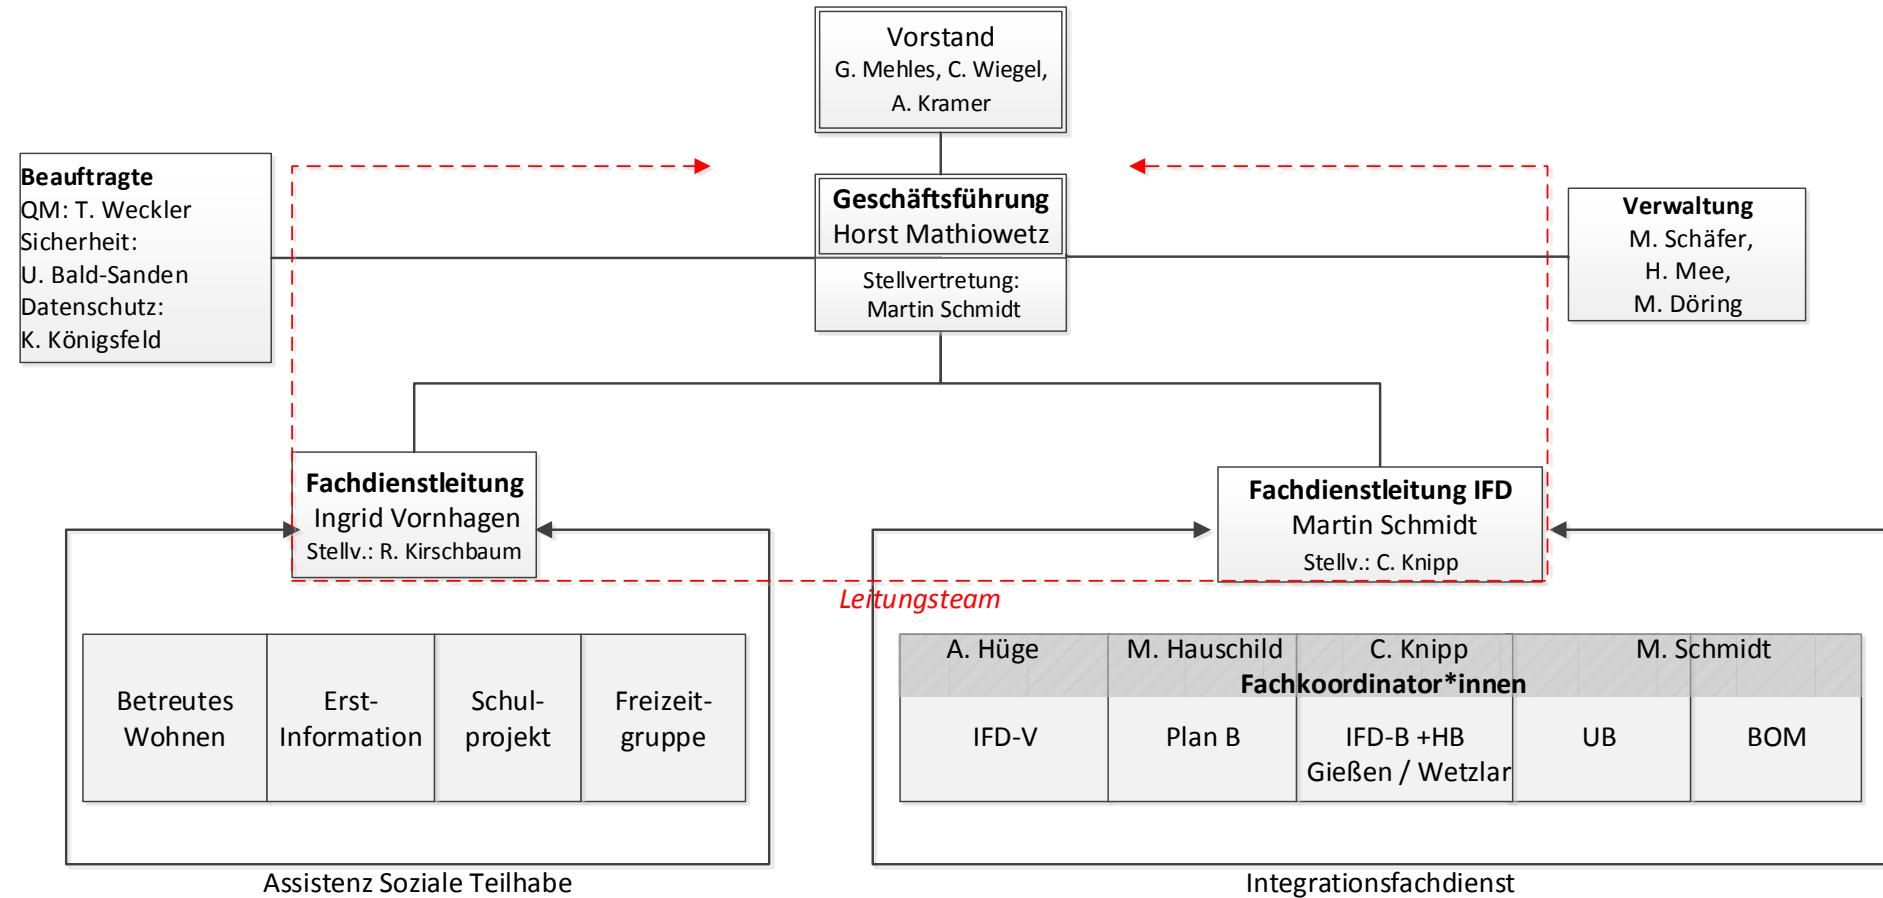 Vorstand
G. Mehles, C. Wiegel,
A. Kramer
Beauftragte
QM: T. Weckler
Sicherheit:
U. Bald-Sanden
Datenschutz:
K. Königsfeld
Geschäftsführung
Horst Mathiowetz
Stellvertretung:
Martin Schmidt
Verwaltung
M. Schäfer,
H. Mee,
M. Döring
Fachdienstleitung
Ingrid Vornhagen
Stellv.: R. Kirschbaum
Fachdienstleitung IFD
Martin Schmidt
Stellv.: C. Knipp
Leitungsteam
Betreutes
Wohnen
Erst-
Information
Schul-
projekt
Freizeit-
gruppe
A. Hüge
M. Hauschild
C. Knipp
M. Schmidt
Fachkoordinator*innen
IFD-V
Plan B
IFD-B +HB
Gießen / Wetzlar
UB
BOM
Assistenz Soziale Teilhabe
Integrationsfachdienst